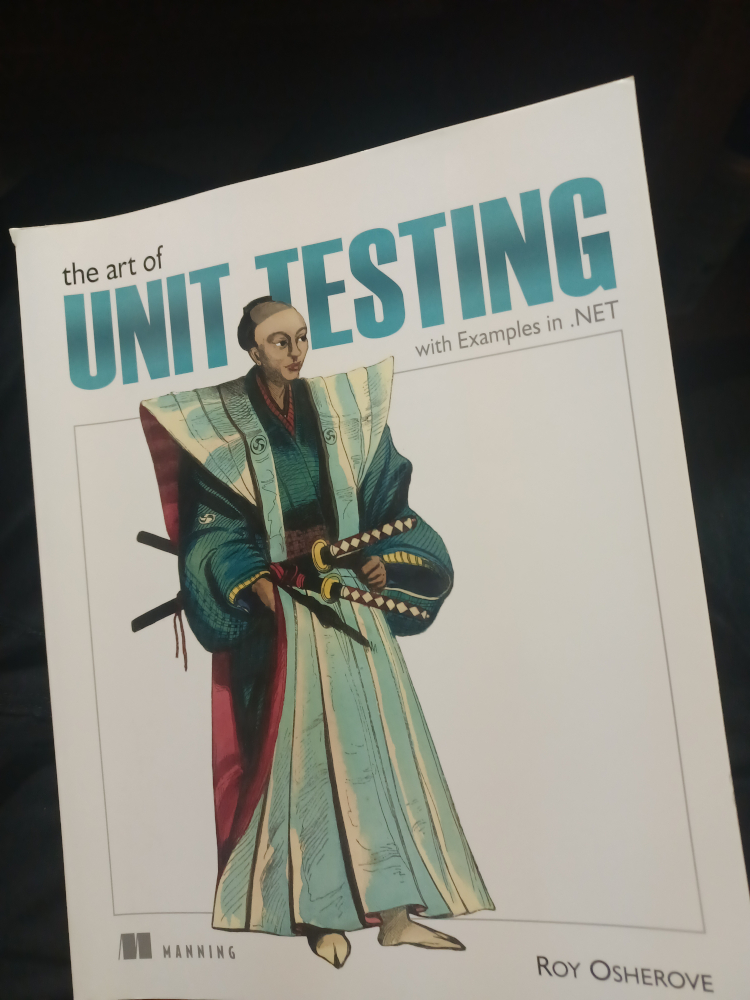 the art of
UNIT TESTING
with Examples in .NET
MANNING
ROY OSHEROVE